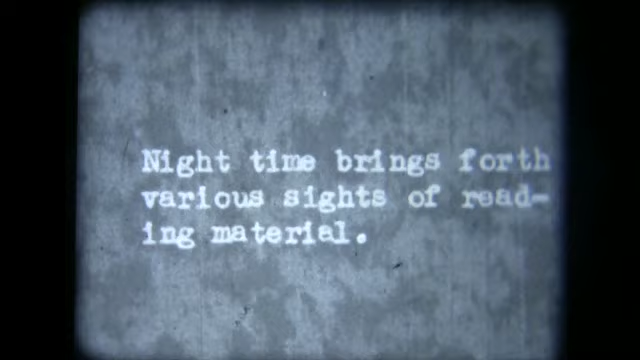 Night time brings forth
various sights of read-
ing material.